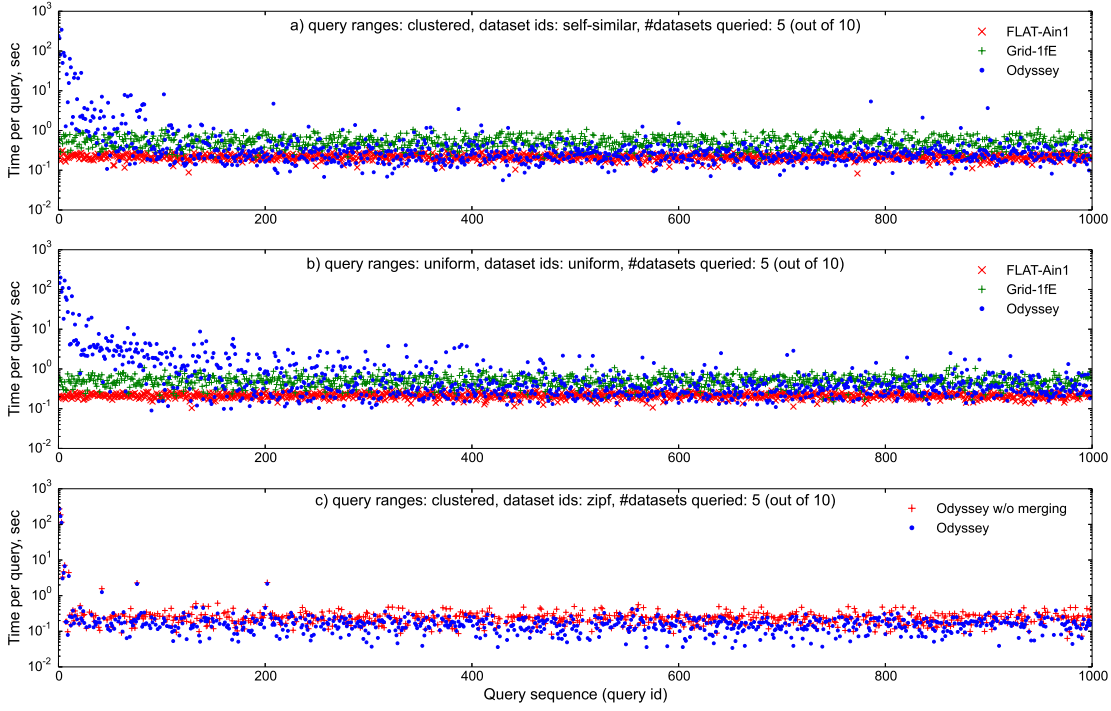 a) query ranges: clustered, dataset ids: self-similar, #datasets queried: 5 (out of 10)
Time per query, sec
10^3
10^2
10^1
10^0
10^-1
10^-2
0 200 400 600 800 1000
FLAT-Ain1
Grid-1fE
Odyssey
b) query ranges: uniform, dataset ids: uniform, #datasets queried: 5 (out of 10)
Time per query, sec
10^3
10^2
10^1
10^0
10^-1
10^-2
0 200 400 600 800 1000
FLAT-Ain1
Grid-1fE
Odyssey
c) query ranges: clustered, dataset ids: zipf, #datasets queried: 5 (out of 10)
Time per query, sec
10^3
10^2
10^1
10^0
10^-1
10^-2
0 200 400 600 800 1000
Odyssey w/o merging
Odyssey
Query sequence (query id)